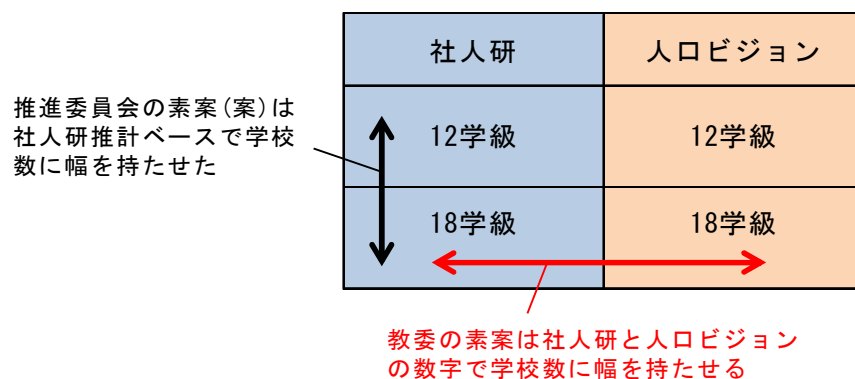 社人研
人口ビジョン
推進委員会の素案(案)は
社人研推計ベースで学校
数に幅を持たせた
12学級
12学級
18学級
18学級
教委の素案は社人研と人口ビジョン
の数字で学校数に幅を持たせる